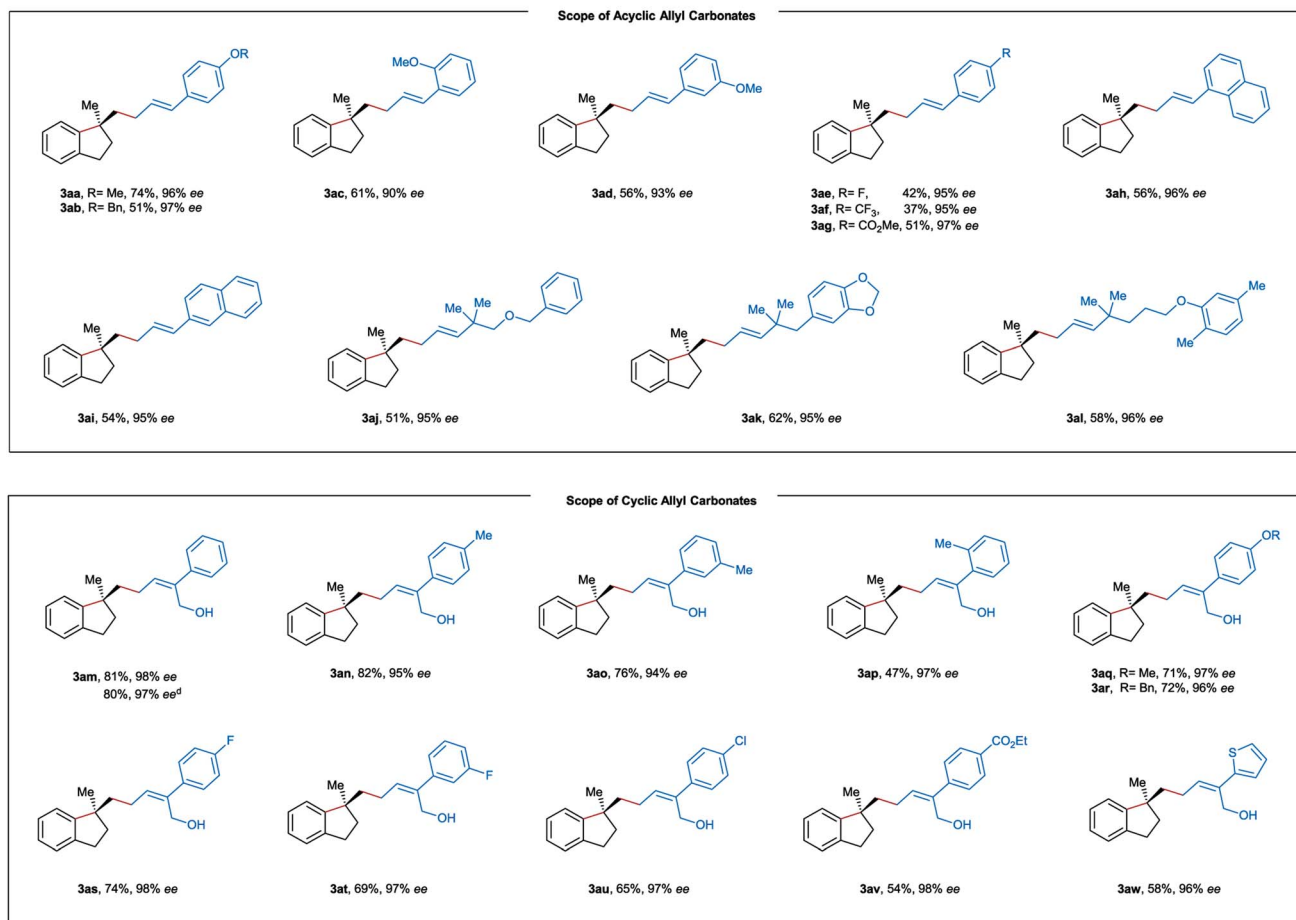 Scope of Acyclic Allyl Carbonates
OR
Me
3aa, R= Me, 74%, 96% ee
3ab, R= Bn, 51%, 97% ee
MeO
Me
3ac, 61%, 90% ee
Me
OMe
3ad, 56%, 93% ee
R
Me
3ae, R= F, 42%, 95% ee
3af, R= CF3, 37%, 95% ee
3ag, R= CO2Me, 51%, 97% ee
Me
3ah, 56%, 96% ee
Me
3ai, 54%, 95% ee
Me
Me
Me
O
3aj, 51%, 95% ee
Me
Me
Me
O
O
3ak, 62%, 95% ee
Me
Me
Me
O
Me
Me
3al, 58%, 96% ee
Scope of Cyclic Allyl Carbonates
Me
OH
3am, 81%, 98% ee
80%, 97% eed
Me
Me
OH
3an, 82%, 95% ee
Me
Me
OH
3ao, 76%, 94% ee
Me
Me
OH
3ap, 47%, 97% ee
OR
Me
OH
3aq, R= Me, 71%, 97% ee
3ar, R= Bn, 72%, 96% ee
F
Me
OH
3as, 74%, 98% ee
Me
F
OH
3at, 69%, 97% ee
Cl
Me
OH
3au, 65%, 97% ee
CO2Et
Me
OH
3av, 54%, 98% ee
S
Me
OH
3aw, 58%, 96% ee